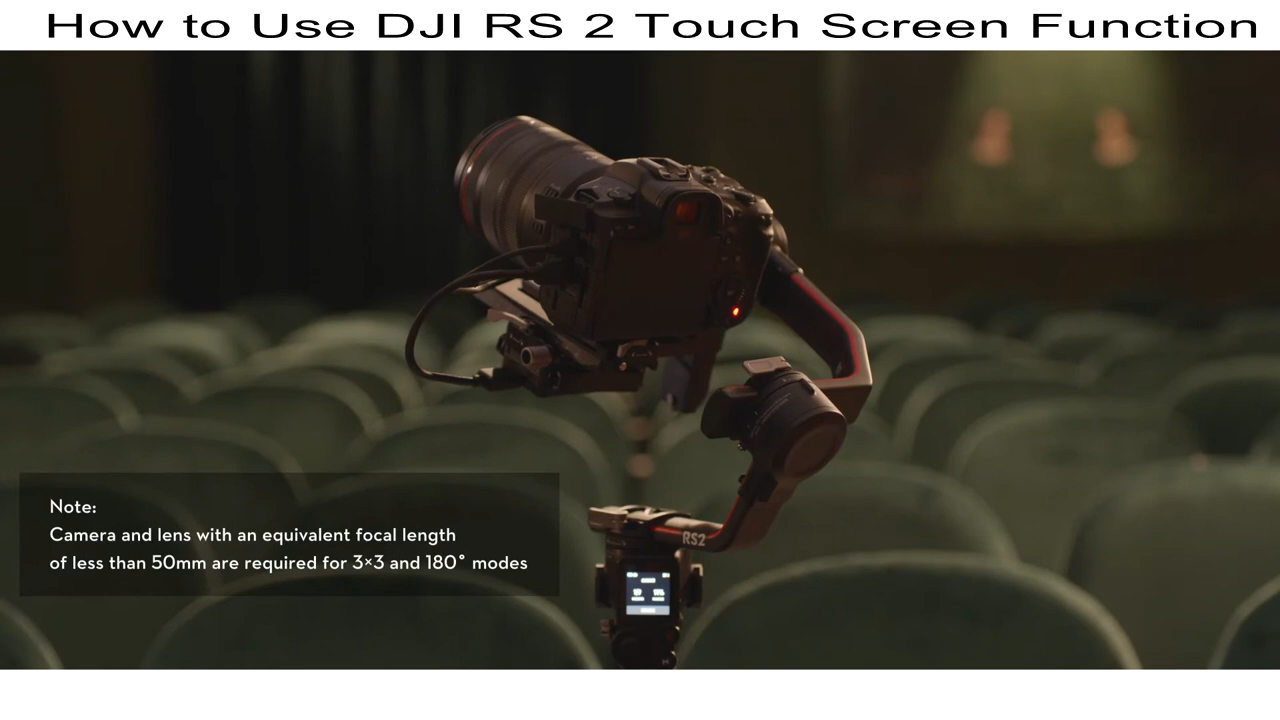 How to Use DJI RS 2 Touch Screen Function
Note:
Camera and lens with an equivalent focal length
of less than 50mm are required for 3×3 and 180° modes
RS2